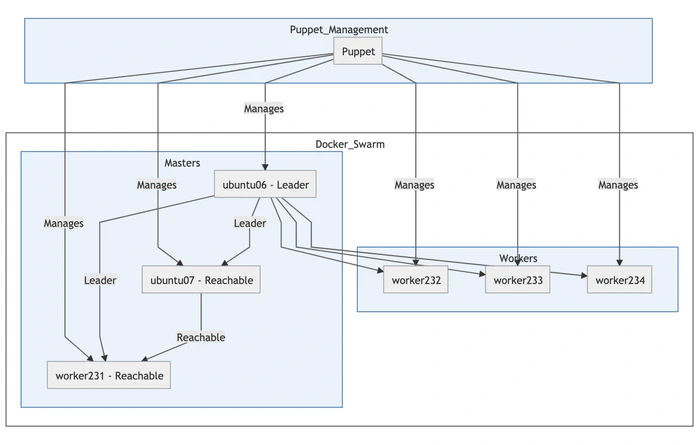 Puppet_Management
Puppet
Manages
Docker_Swarm
Masters
ubuntu06 - Leader
Manages
Manages
Manages
Manages
Manages
Leader
Workers
Leader
ubuntu07 - Reachable
worker232
worker233
worker234
Reachable
worker231 - Reachable